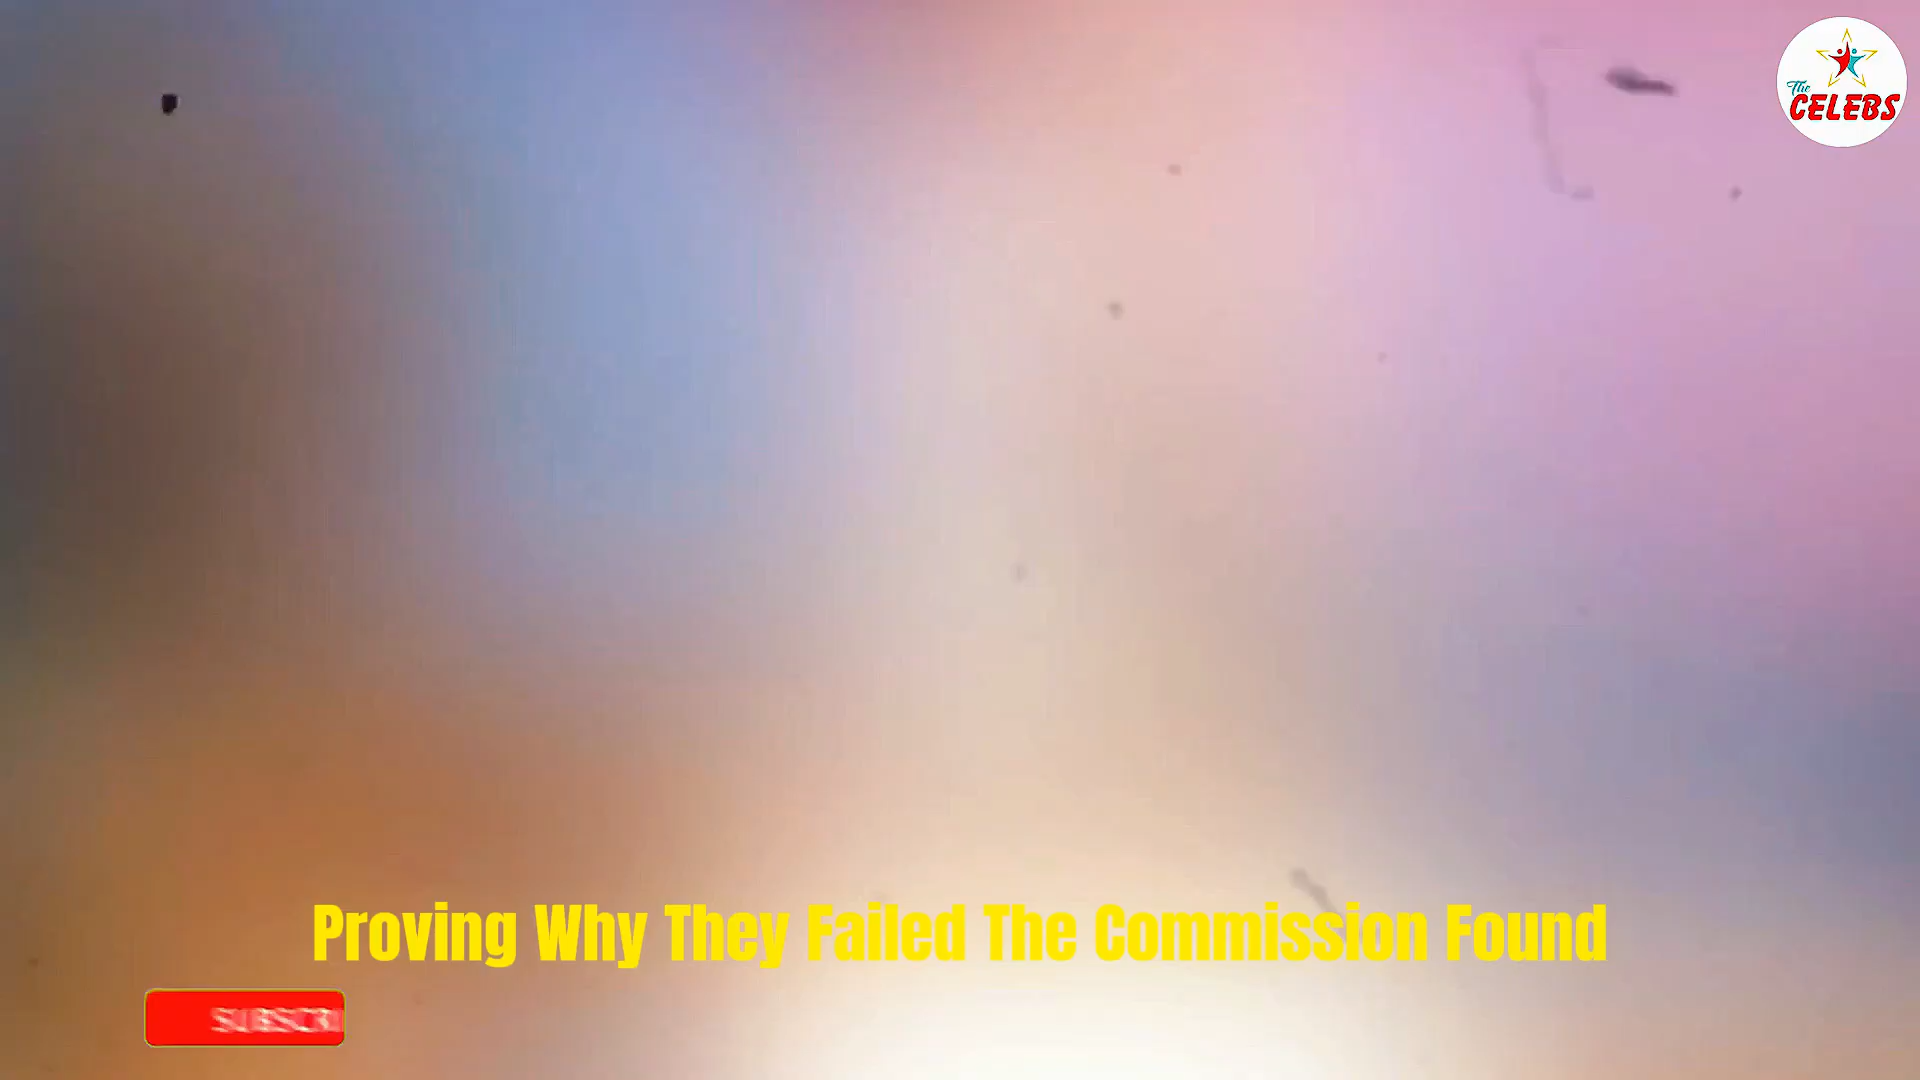 The
CELEBS
Proving Why They Failed The Commission Found